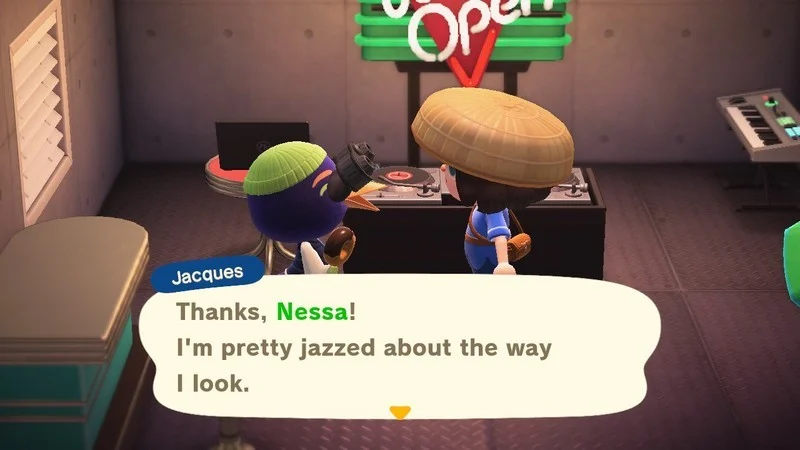 Open
Jacques
Thanks, Nessa!
I'm pretty jazzed about the way
I look.